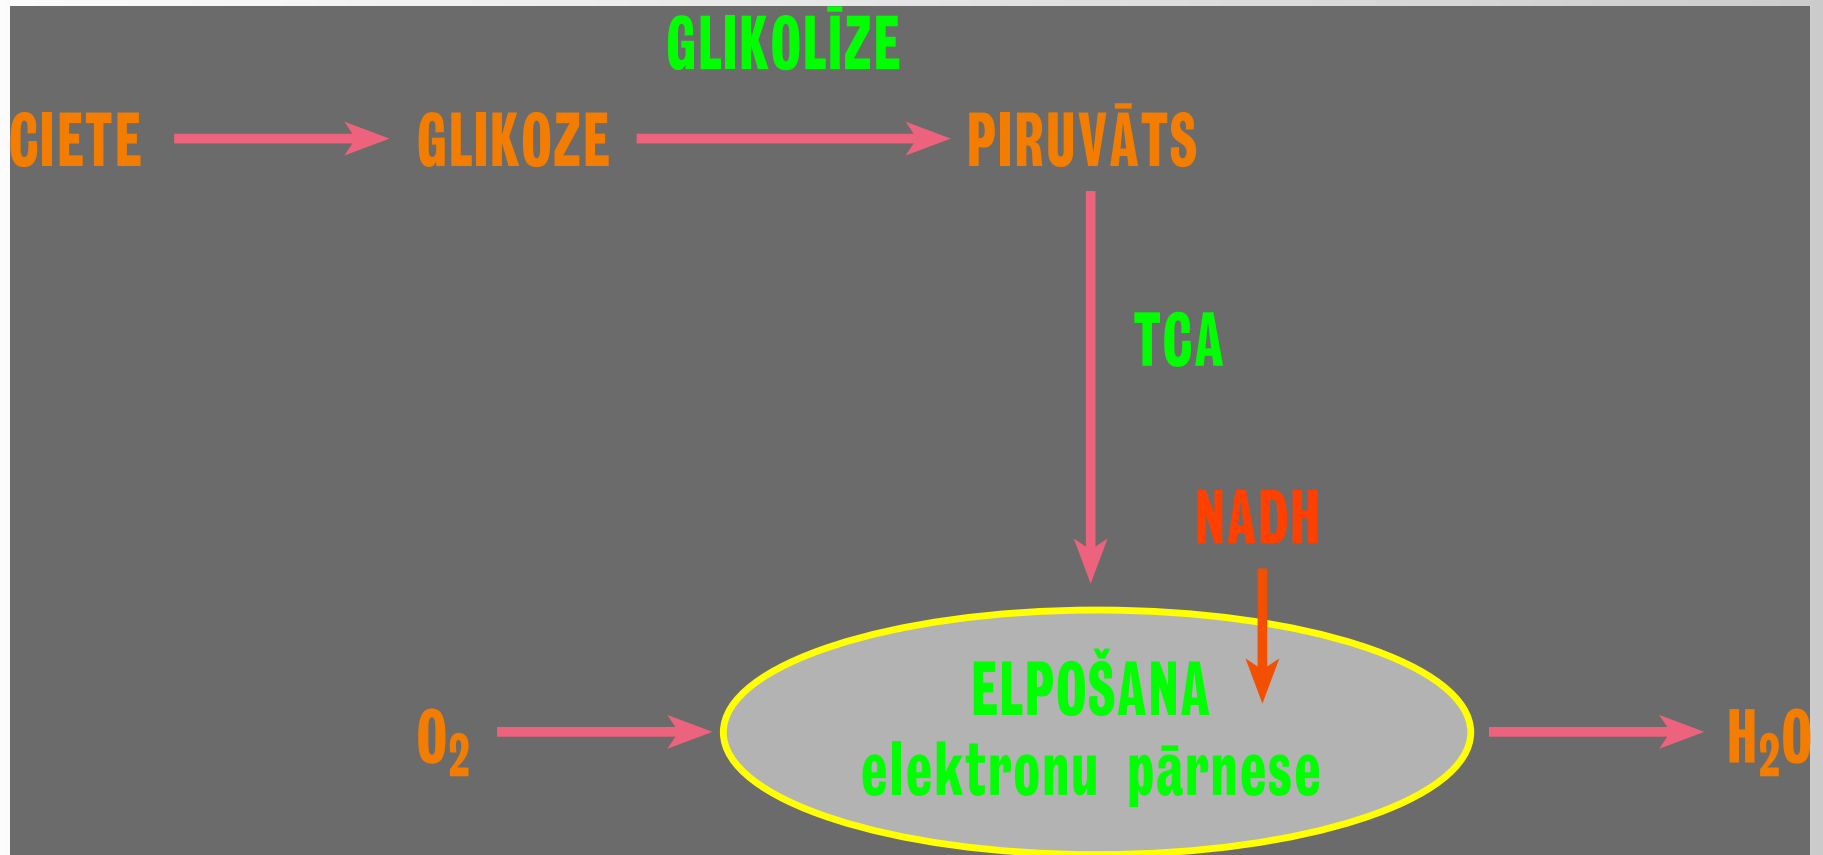 GLIKOLĪZE
CIETE GLIKOZE PIRUVĀTS
TCA
NADH
ELPOŠANA
O₂ H₂O
elektronu pārnese